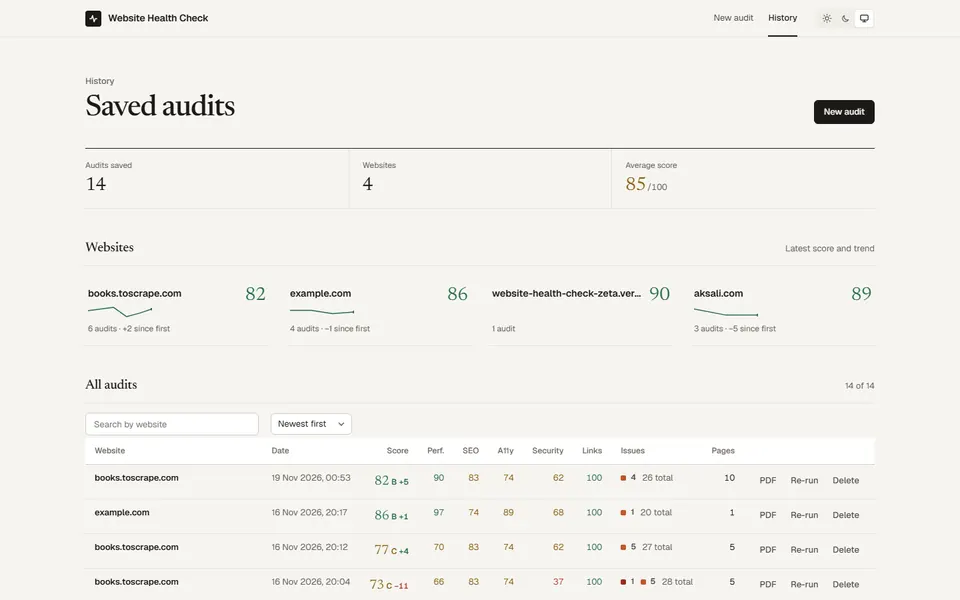 Website Health Check New audit History
History
Saved audits
New audit
Audits saved Websites Average score
14 4 85/100
Websites Latest score and trend
books.toscrape.com 82 example.com 86 website-health-check-zeta.ver... 90 aksali.com 89
6 audits · +2 since first 4 audits · −1 since first 1 audit 3 audits · −5 since first
All audits 14 of 14
Search by website Newest first
Website Date Score Perf. SEO A11y Security Links Issues Pages
books.toscrape.com 19 Nov 2026, 00:53 82 B +5 90 83 74 62 100 4 26 total 10 PDF Re-run Delete
example.com 16 Nov 2026, 20:17 86 B +1 97 74 89 68 100 1 20 total 1 PDF Re-run Delete
books.toscrape.com 16 Nov 2026, 20:12 77 C +4 70 83 74 62 100 5 27 total 5 PDF Re-run Delete
books.toscrape.com 16 Nov 2026, 20:04 73 C −11 66 83 74 37 100 1 5 28 total 5 PDF Re-run Delete